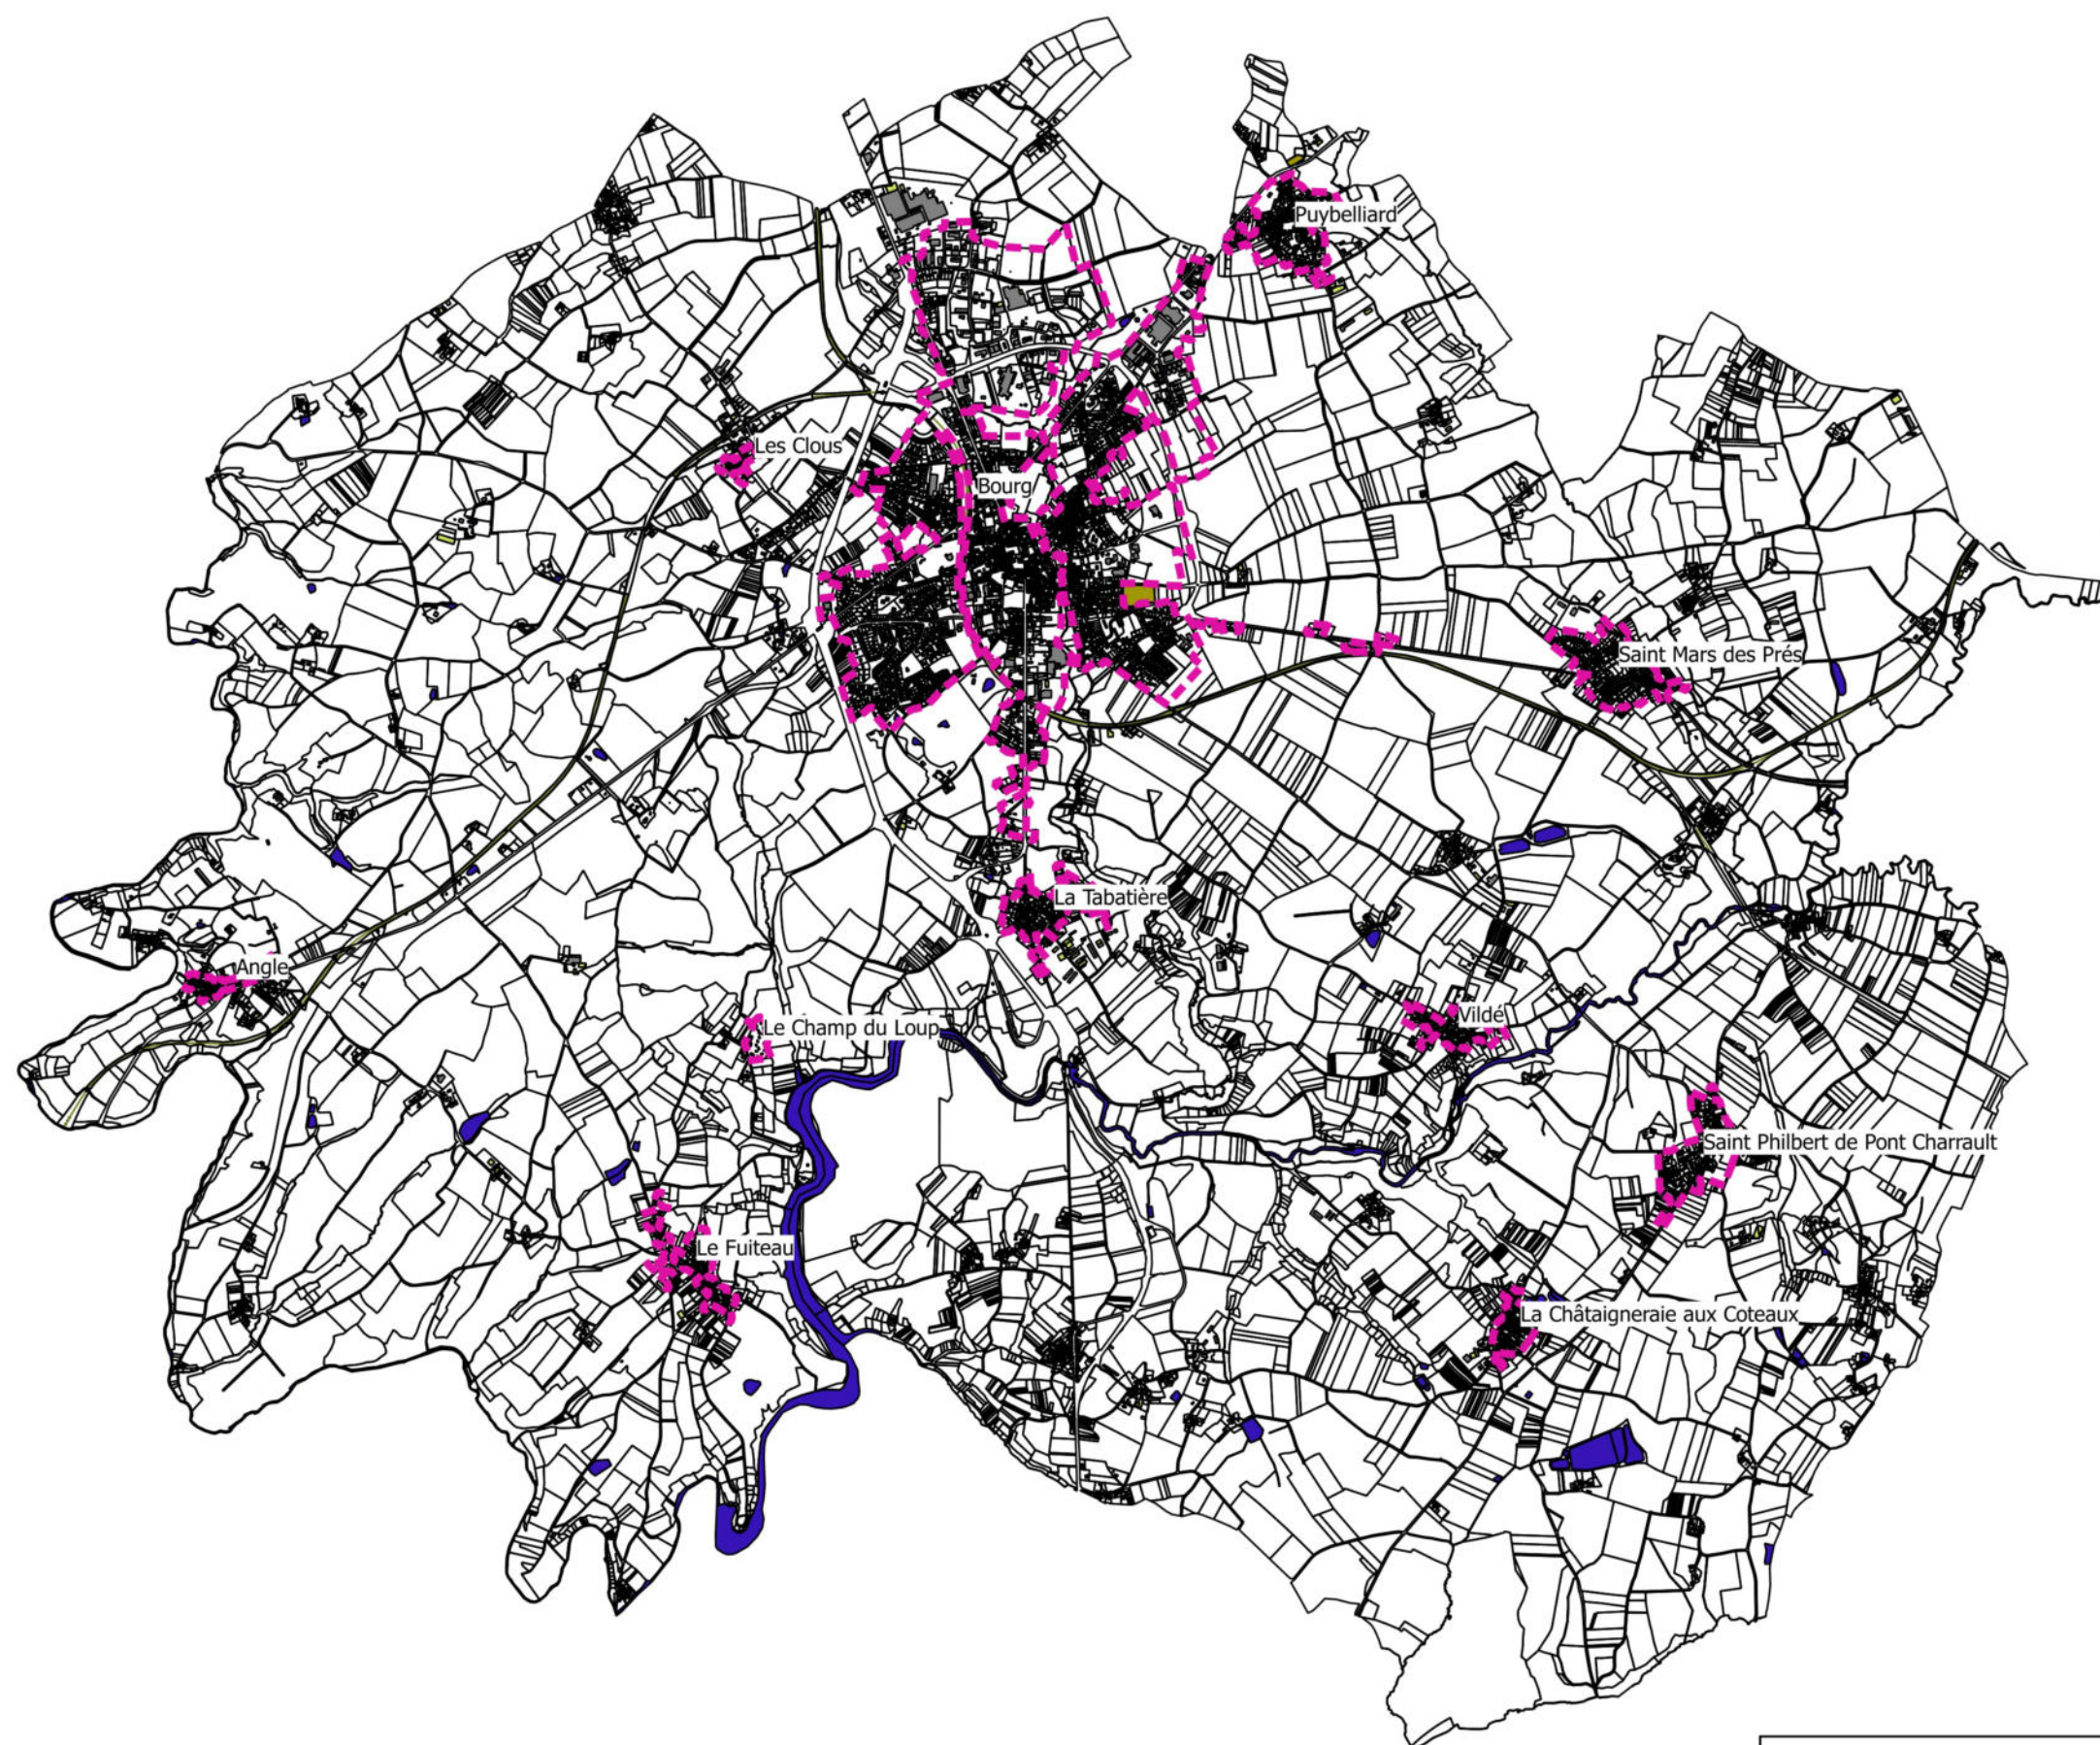 Puybelliard
Les Clous
Bourg
Saint Mars des Prés
La Tabatière
Angle
Vildé
Le Champ du Loup
Saint Philbert de Pont Charrault
Le Fuiteau
La Châtaigneraie aux Coteaux